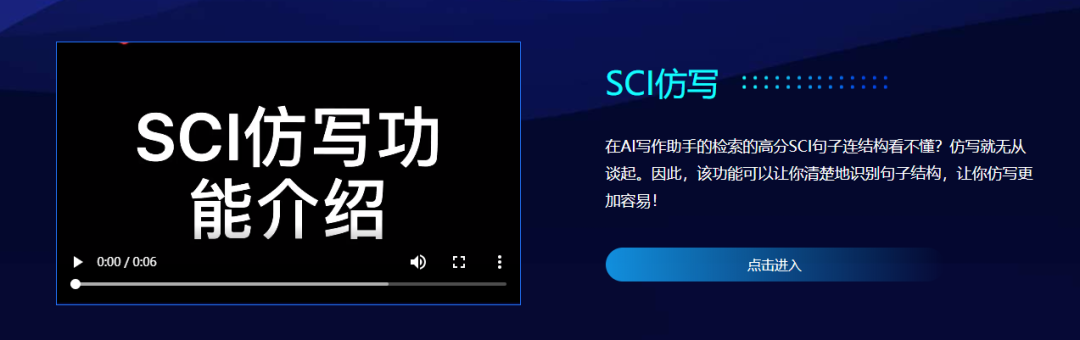 SCI仿写功
能介绍
0:00 / 0:06
SCI仿写
在AI写作助手的检索的高分SCI句子连结构看不懂？仿写就无从
谈起。因此，该功能可以让你清楚地识别句子结构，让你仿写更
加容易！
点击进入